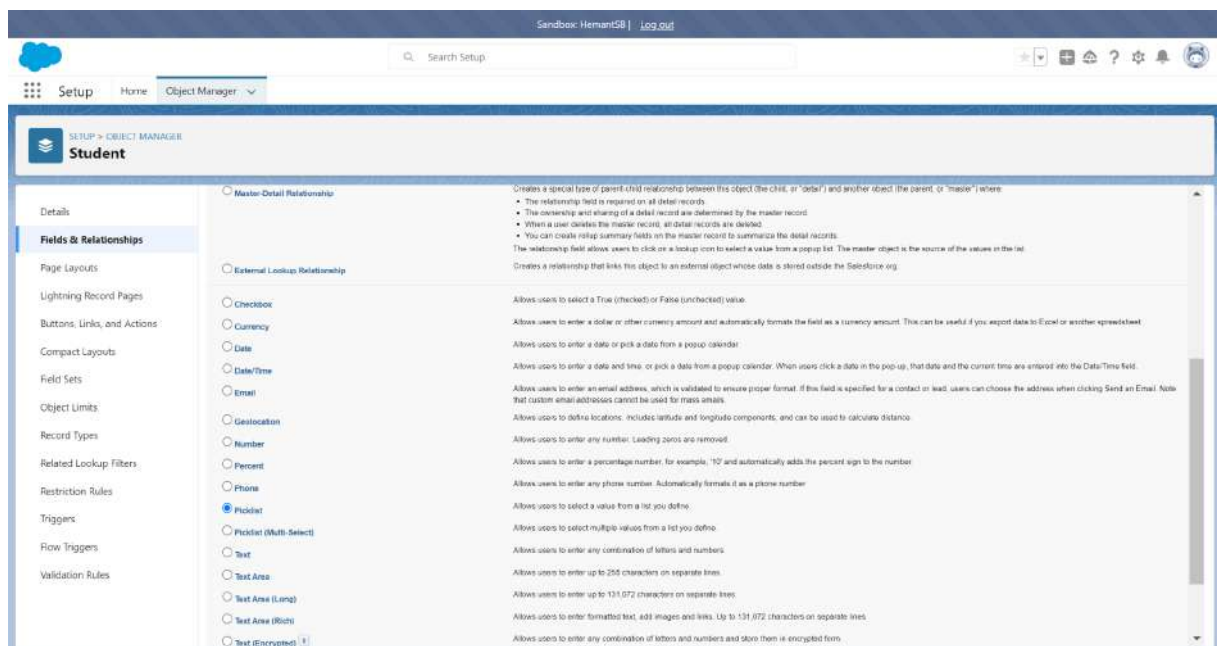 Sandbox: HemantSB | Log out
Search Setup
Setup Home Object Manager
SETUP > OBJECT MANAGER
Student
Details
Fields & Relationships
Page Layouts
Lightning Record Pages
Buttons, Links, and Actions
Compact Layouts
Field Sets
Object Limits
Record Types
Related Lookup Filters
Restriction Rules
Triggers
Flow Triggers
Validation Rules
Master-Detail Relationship
Creates a special type of parent-child relationship between this object (the child, or "detail") and another object (the parent, or "master") where:
• The relationship field is required on all detail records.
• The ownership and sharing of a detail record are determined by the master record.
• When a user deletes the master record, all detail records are deleted.
• You can create rollup summary fields on the master record to summarize the detail records.
The relationship field allows users to click on a lookup icon to select a value from a popup list. The master object is the source of the values in the list.
External Lookup Relationship
Creates a relationship that links this object to an external object whose data is stored outside the Salesforce org.
Checkbox
Allows users to select a True (checked) or False (unchecked) value.
Currency
Allows users to enter a dollar or other currency amount and automatically formats the field as a currency amount. This can be useful if you export data to Excel or another spreadsheet.
Date
Allows users to enter a date or pick a date from a popup calendar.
Date/Time
Allows users to enter a date and time, or pick a date from a popup calendar. When users click a date in the pop-up, that date and the current time are entered into the Date/Time field.
Email
Allows users to enter an email address, which is validated to ensure proper format. If this field is specified for a contact or lead, users can choose the address when clicking Send an Email. Note
that custom email addresses cannot be used for mass emails.
Geolocation
Allows users to define locations. Includes latitude and longitude components, and can be used to calculate distance.
Number
Allows users to enter any number. Leading zeros are removed.
Percent
Allows users to enter a percentage number, for example, '10' and automatically adds the percent sign to the number.
Phone
Allows users to enter any phone number. Automatically formats it as a phone number.
Picklist
Allows users to select a value from a list you define.
Picklist (Multi-Select)
Allows users to select multiple values from a list you define.
Text
Allows users to enter any combination of letters and numbers.
Text Area
Allows users to enter up to 255 characters on separate lines.
Text Area (Long)
Allows users to enter up to 131,072 characters on separate lines.
Text Area (Rich)
Allows users to enter formatted text, add images and links. Up to 131,072 characters on separate lines.
Text (Encrypted)
Allows users to enter any combination of letters and numbers and store them in encrypted form.